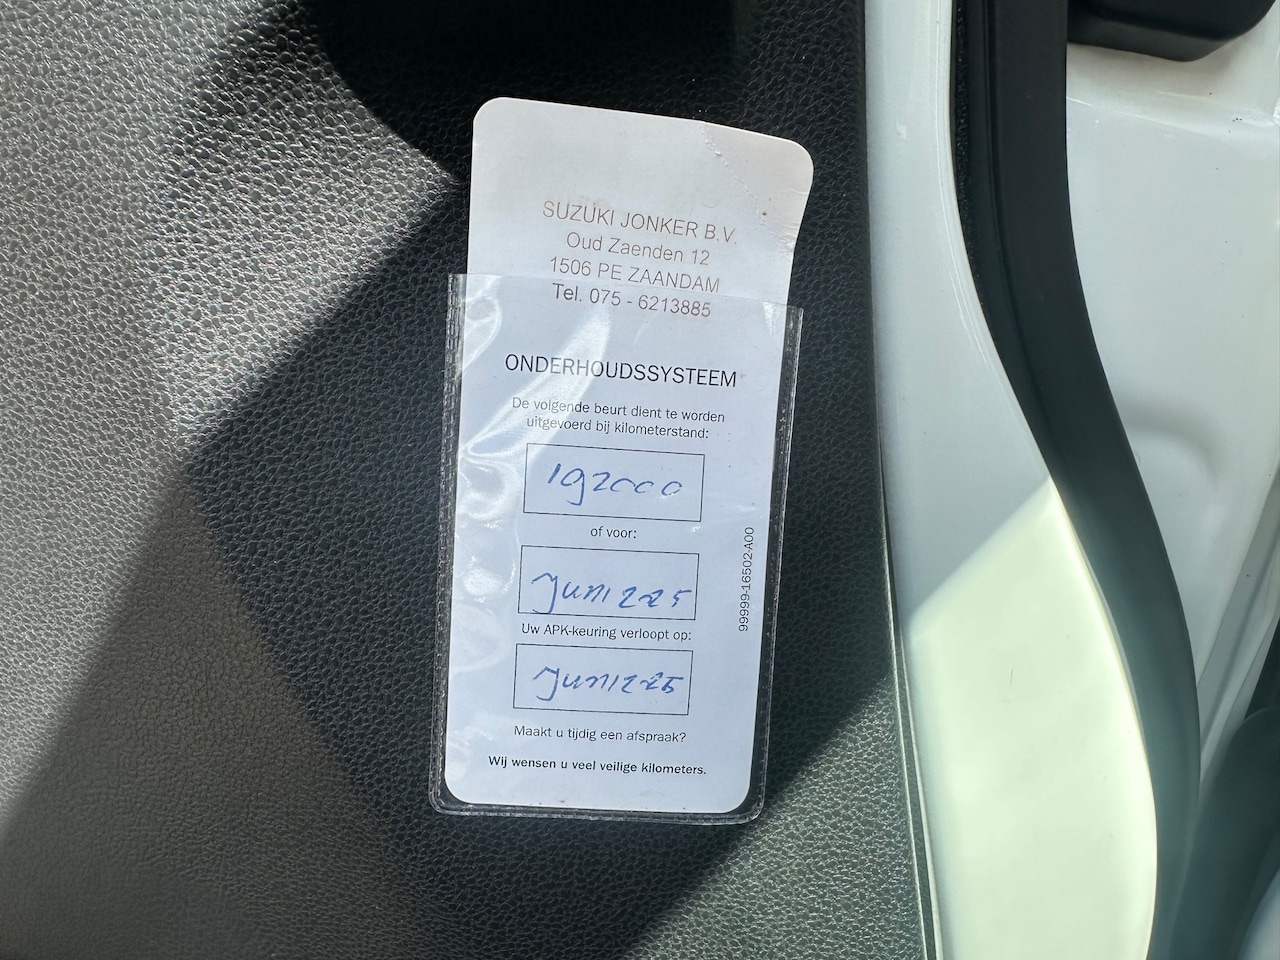 SUZUKI JONKER B.V.
Oud Zaenden 12
1506 PE ZAANDAM
Tel. 075 - 6213885
ONDERHOUDSSYSTEEM
De volgende beurt dient te worden
uitgevoerd bij kilometerstand:
192000
of voor:
Juni 2025
Uw APK-keuring verloopt op:
Juni 2025
Maakt u tijdig een afspraak?
Wij wensen u veel veilige kilometers.
99999-16502-A00